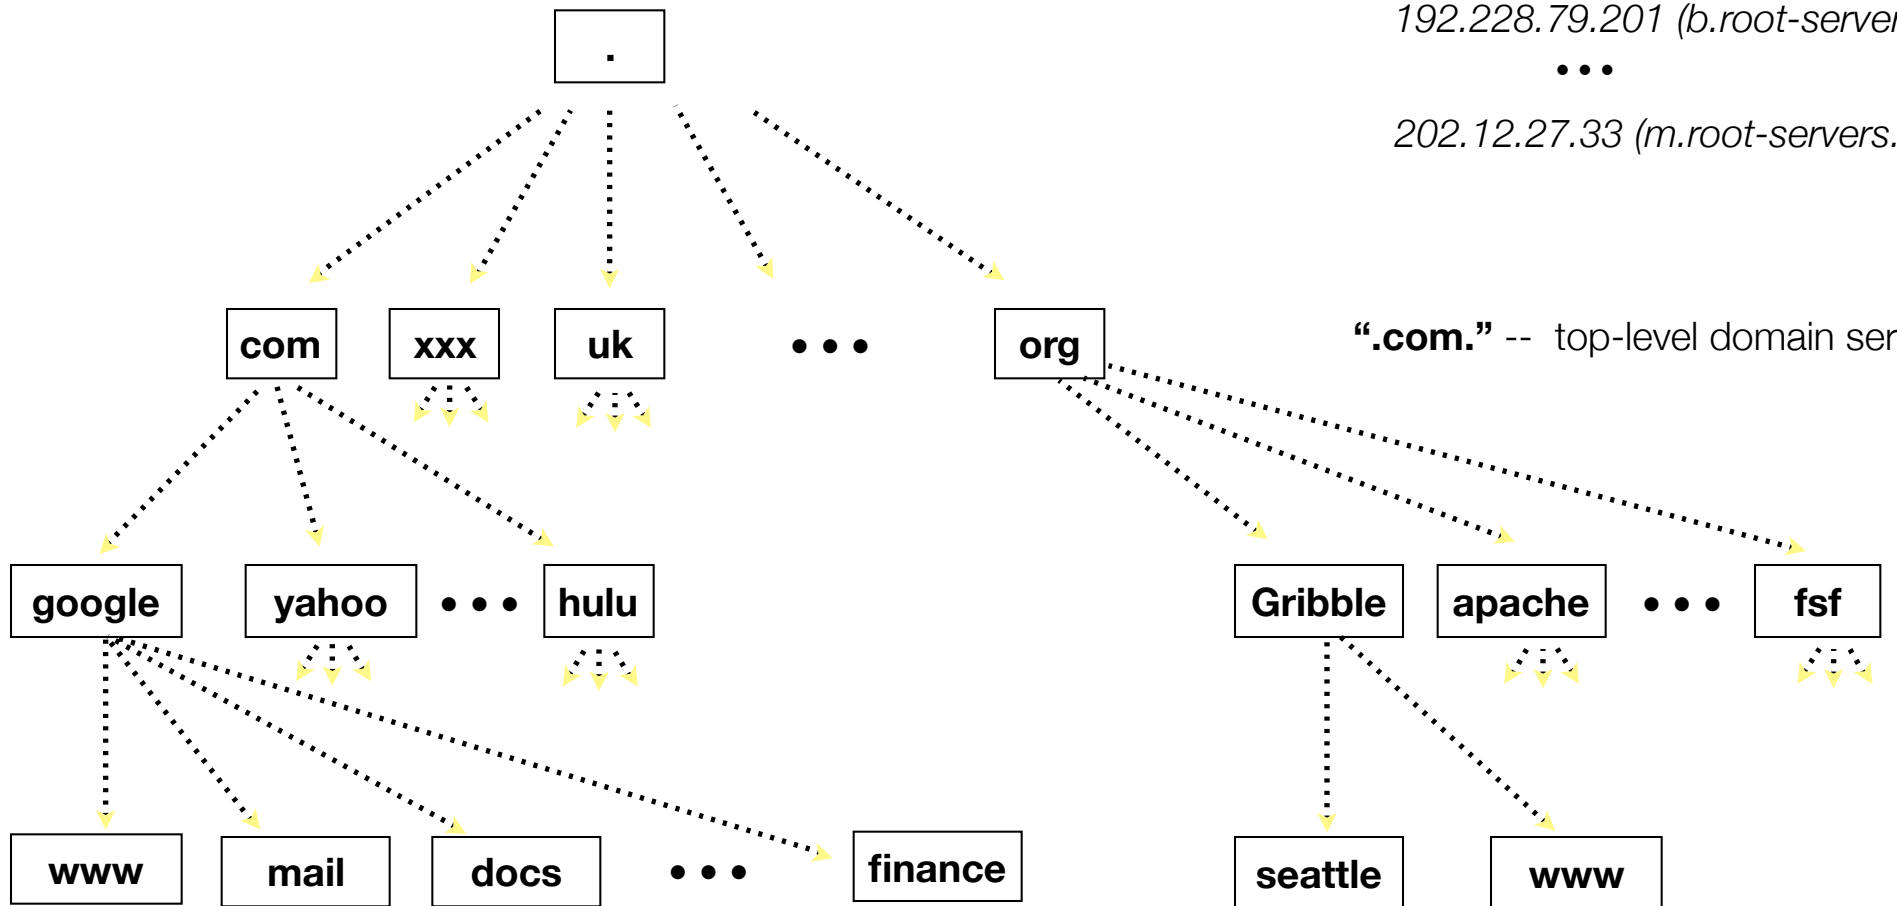 192.228.79.201 (b.root-server
.
•••
202.12.27.33 (m.root-servers.
com xxx uk ••• org
“.com.” -- top-level domain ser
google yahoo ••• hulu Gribble apache ••• fsf
www mail docs ••• finance seattle www